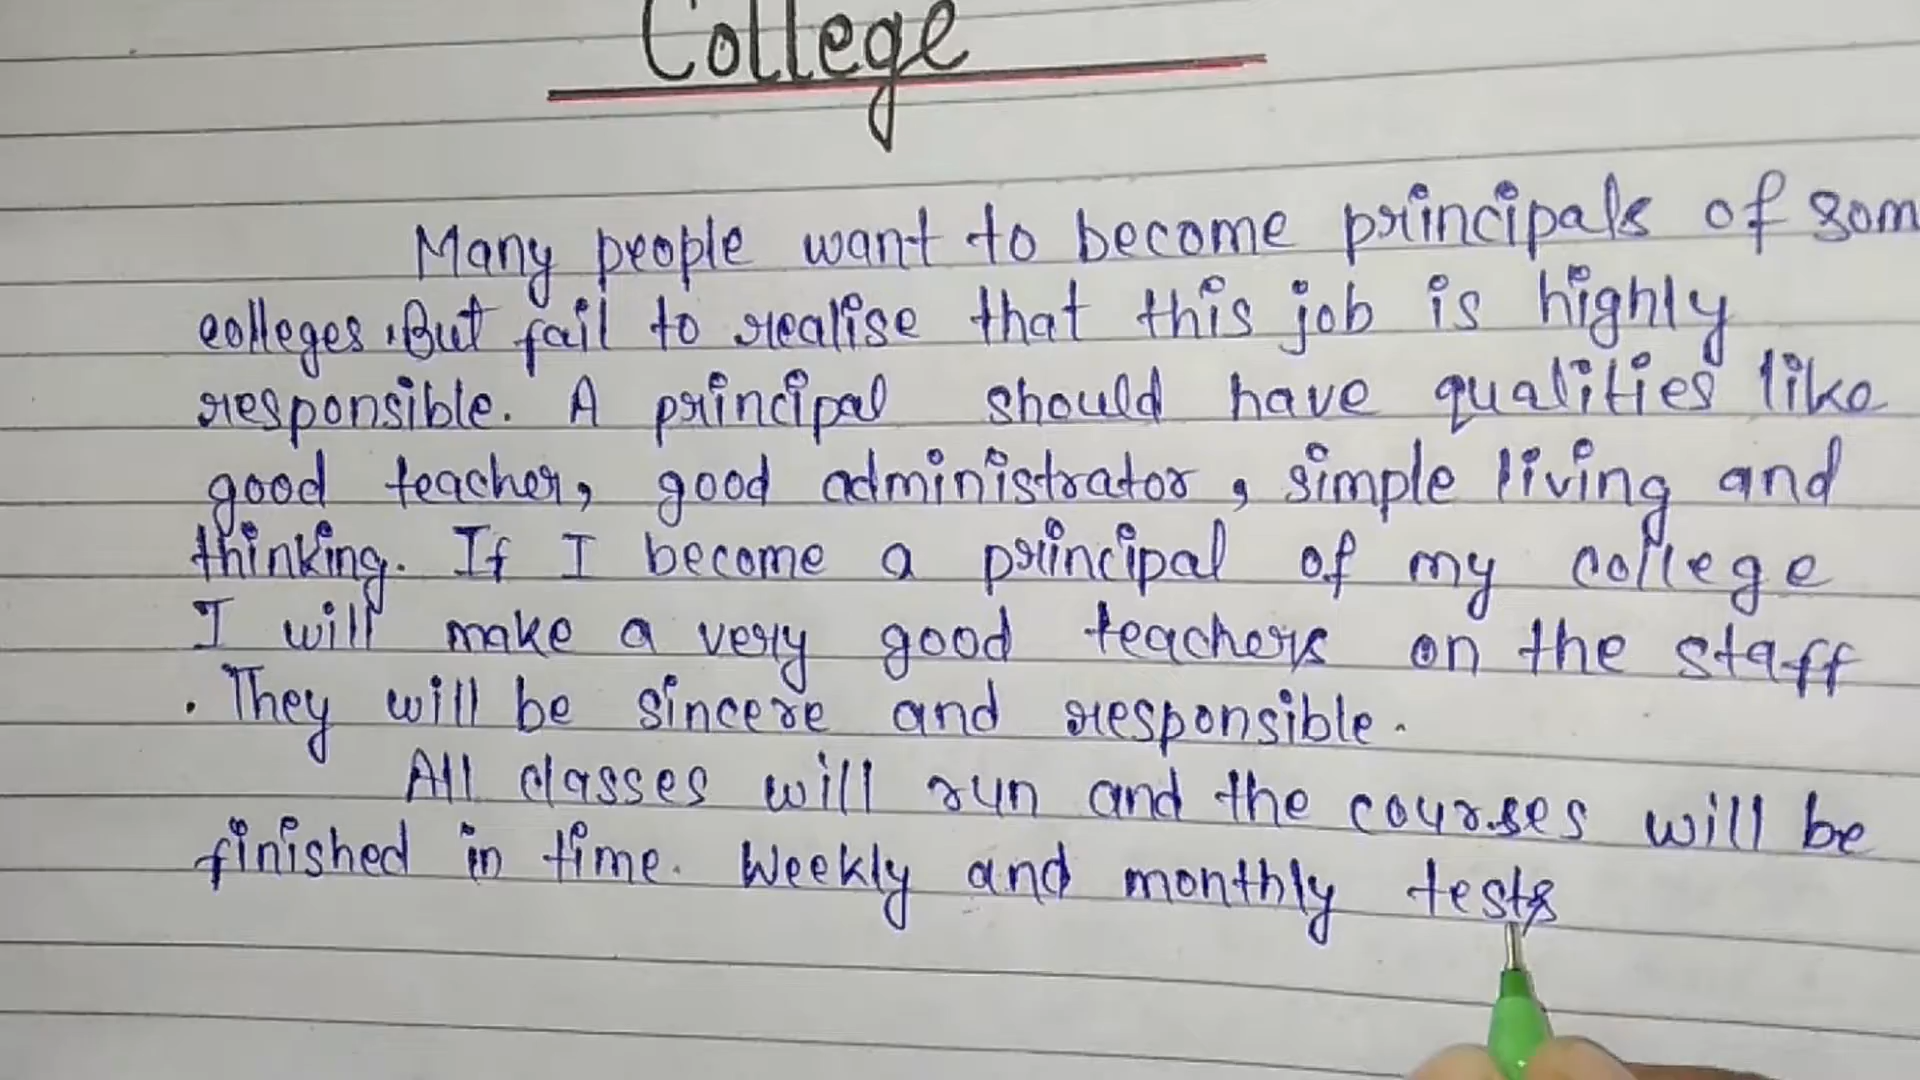 College
Many people want to become principals of som
colleges. But fail to realise that this job is highly
responsible. A principal should have qualities like
good teacher, good administrator, simple living and
thinking. If I become a principal of my college
I will make a very good teachers on the staff
. They will be sincere and responsible.
All classes will run and the courses will be
finished in time. Weekly and monthly tests